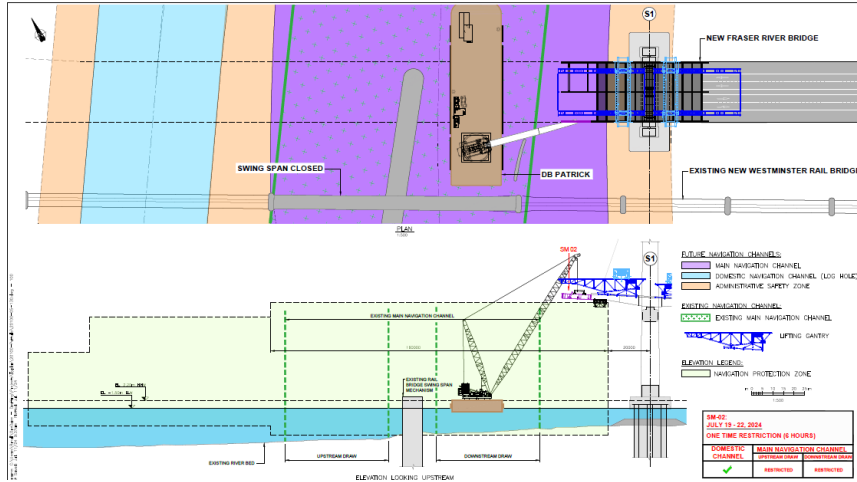 S1
NEW FRASER RIVER BRIDGE
SWING SPAN CLOSED
DB PATRICK
EXISTING NEW WESTMINSTER RAIL BRIDGE
PLAN
1:500
SM-02
S1
FUTURE NAVIGATION CHANNELS:
MAIN NAVIGATION CHANNEL
DOMESTIC NAVIGATION CHANNEL (LOG HOLE)
ADMINISTRATIVE SAFETY ZONE
EXISTING NAVIGATION CHANNEL:
EXISTING MAIN NAVIGATION CHANNEL
LIFTING GANTRY
ELEVATION LEGEND:
NAVIGATION PROTECTION ZONE
1:500
EXISTING MAIN NAVIGATION CHANNEL
EXISTING RAIL
BRIDGE SWING SPAN
MECHANISM
EXISTING RIVER BED
UPSTREAM DRAW
DOWNSTREAM DRAW
ELEVATION LOOKING UPSTREAM
SM-02:
JULY 19 - 22, 2024
ONE TIME RESTRICTION (6 HOURS)
DOMESTIC
CHANNEL
MAIN NAVIGATION CHANNEL
UPSTREAM DRAW
DOWNSTREAM DRAW
RESTRICTED
RESTRICTED